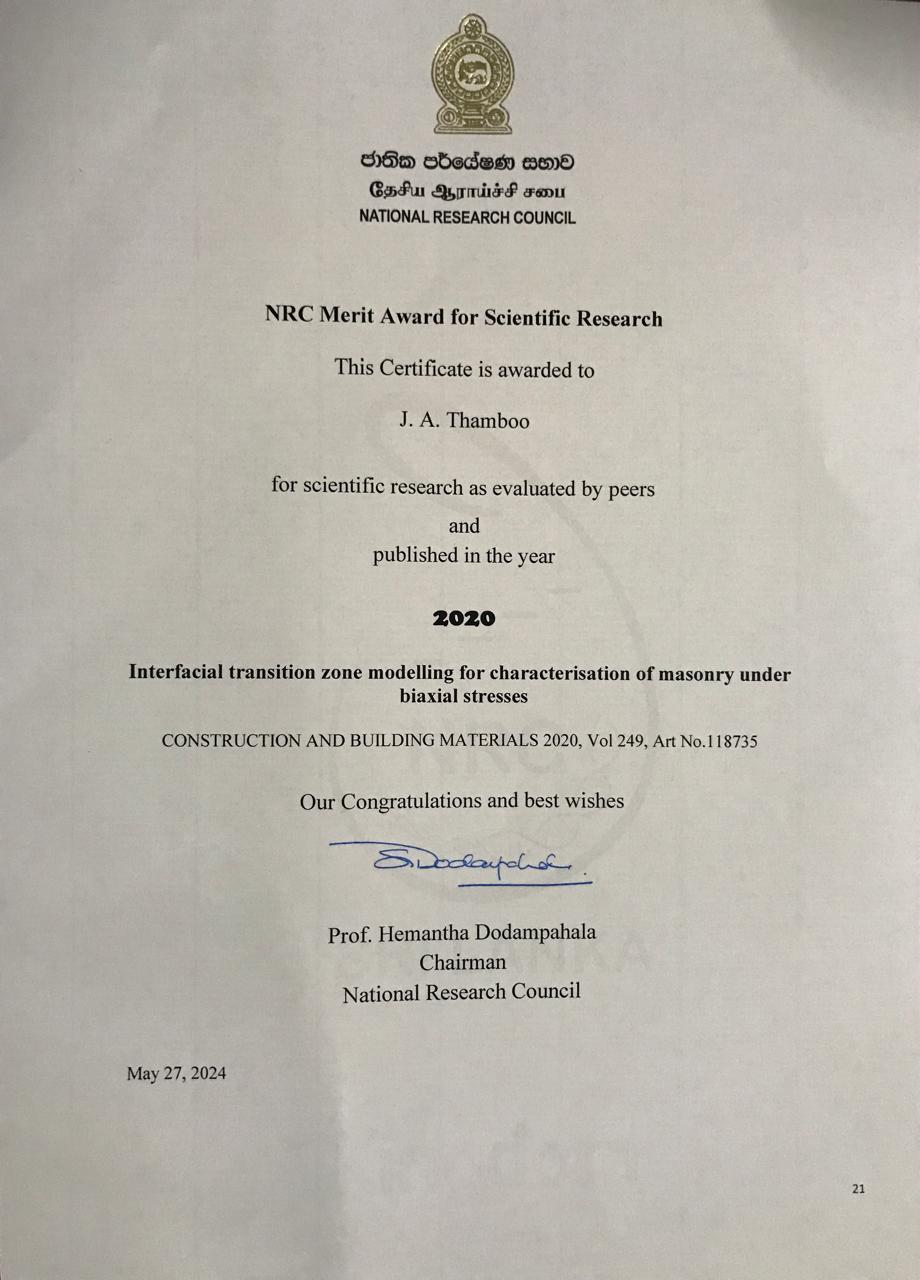 ජාතික පර්යේෂණ සභාව
தேசிய ஆராய்ச்சி சபை
NATIONAL RESEARCH COUNCIL
NRC Merit Award for Scientific Research
This Certificate is awarded to
J. A. Thamboo
for scientific research as evaluated by peers
and
published in the year
2020
Interfacial transition zone modelling for characterisation of masonry under
biaxial stresses
CONSTRUCTION AND BUILDING MATERIALS 2020, Vol 249, Art No.118735
Our Congratulations and best wishes
Prof. Hemantha Dodampahala
Chairman
National Research Council
May 27, 2024
21